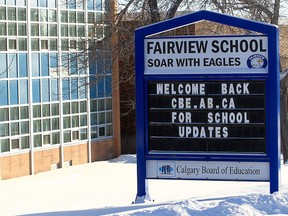 FAIRVIEW SCHOOL
SOAR WITH EAGLES
WELCOME BACK
CBE.AB.CA
FOR SCHOOL
UPDATES
Calgary Board of Education